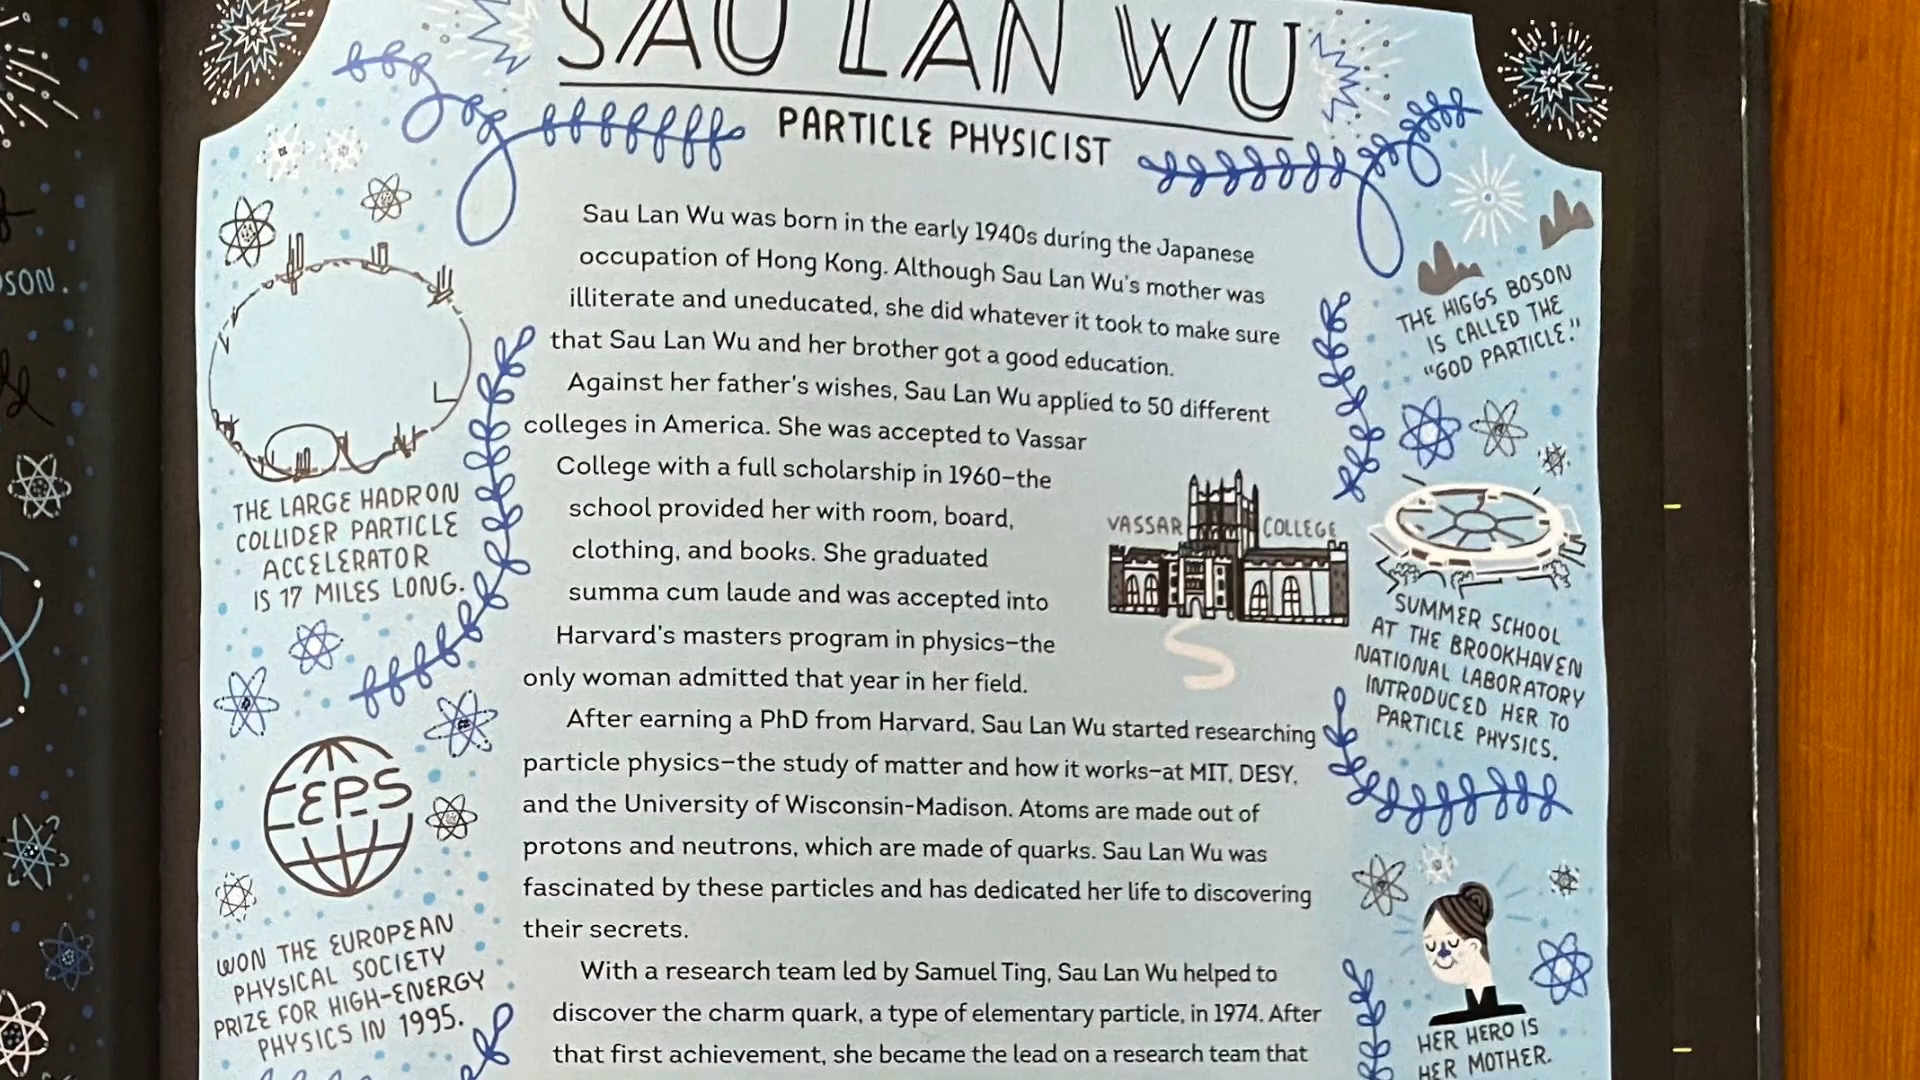 SAU LAN WU
PARTICLE PHYSICIST
Sau Lan Wu was born in the early 1940s during the Japanese
occupation of Hong Kong. Although Sau Lan Wu's mother was
illiterate and uneducated, she did whatever it took to make sure
that Sau Lan Wu and her brother got a good education.
Against her father's wishes, Sau Lan Wu applied to 50 different
colleges in America. She was accepted to Vassar
College with a full scholarship in 1960–the
school provided her with room, board,
clothing, and books. She graduated
summa cum laude and was accepted into
Harvard's masters program in physics–the
only woman admitted that year in her field.
After earning a PhD from Harvard, Sau Lan Wu started researching
particle physics–the study of matter and how it works–at MIT, DESY,
and the University of Wisconsin-Madison. Atoms are made out of
protons and neutrons, which are made of quarks. Sau Lan Wu was
fascinated by these particles and has dedicated her life to discovering
their secrets.
With a research team led by Samuel Ting, Sau Lan Wu helped to
discover the charm quark, a type of elementary particle, in 1974. After
that first achievement, she became the lead on a research team that
SON.
THE LARGE HADRON
COLLIDER PARTICLE
ACCELERATOR
IS 17 MILES LONG.
EPS
WON THE EUROPEAN
PHYSICAL SOCIETY
PRIZE FOR HIGH-ENERGY
PHYSICS IN 1995.
VASSAR COLLEGE
THE HIGGS BOSON
IS CALLED THE
"GOD PARTICLE."
SUMMER SCHOOL
AT THE BROOKHAVEN
NATIONAL LABORATORY
INTRODUCED HER TO
PARTICLE PHYSICS.
HER HERO IS
HER MOTHER.